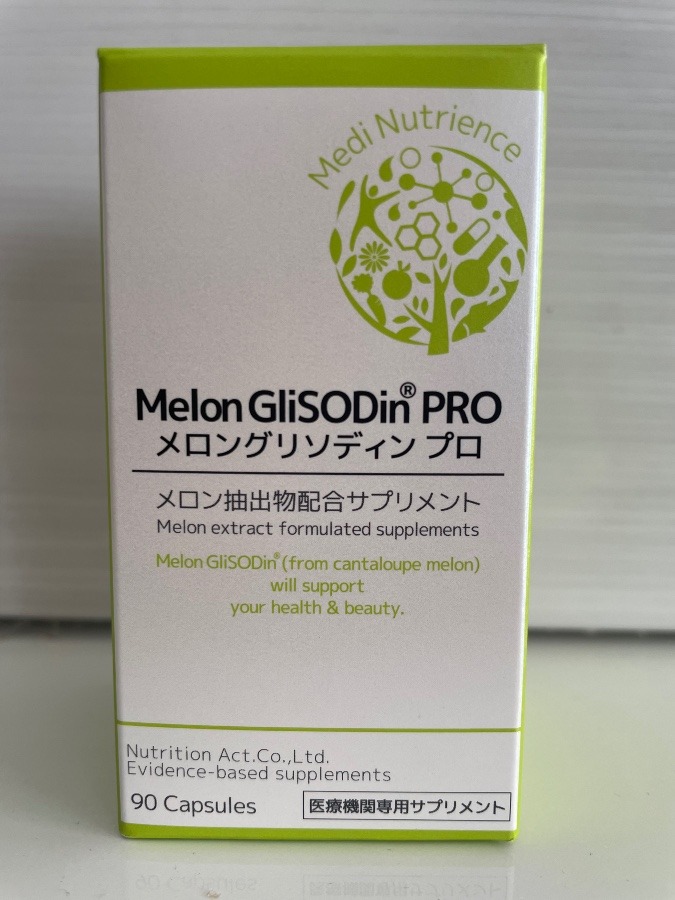 Medi Nutrience
Melon GliSODin® PRO
メロングリソディン プロ
メロン抽出物配合サプリメント
Melon extract formulated supplements
Melon GliSODin® (from cantaloupe melon)
will support
your health & beauty.
Nutrition Act.Co.,Ltd.
Evidence-based supplements
90 Capsules
医療機関専用サプリメント